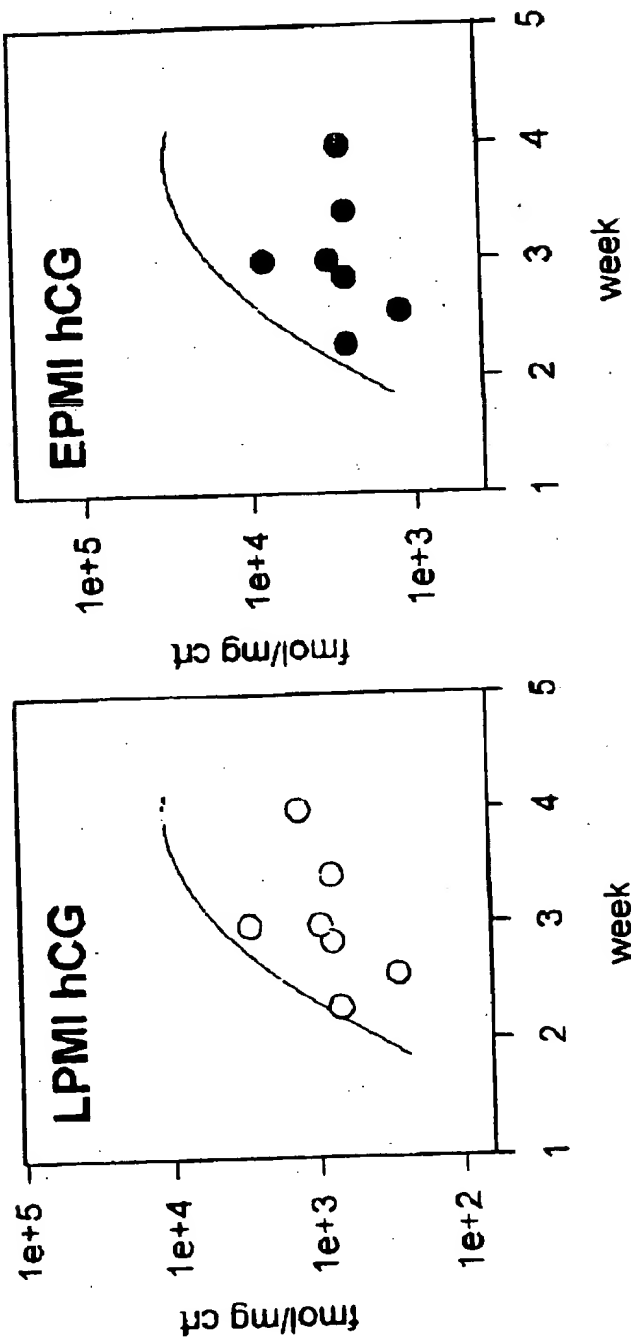 LPMI hCG
fmol/mg crt
1e+5
1e+4
1e+3
1e+2
1
2
3
4
5
week
EPMI hCG
fmol/mg crt
1e+5
1e+4
1e+3
1
2
3
4
5
week